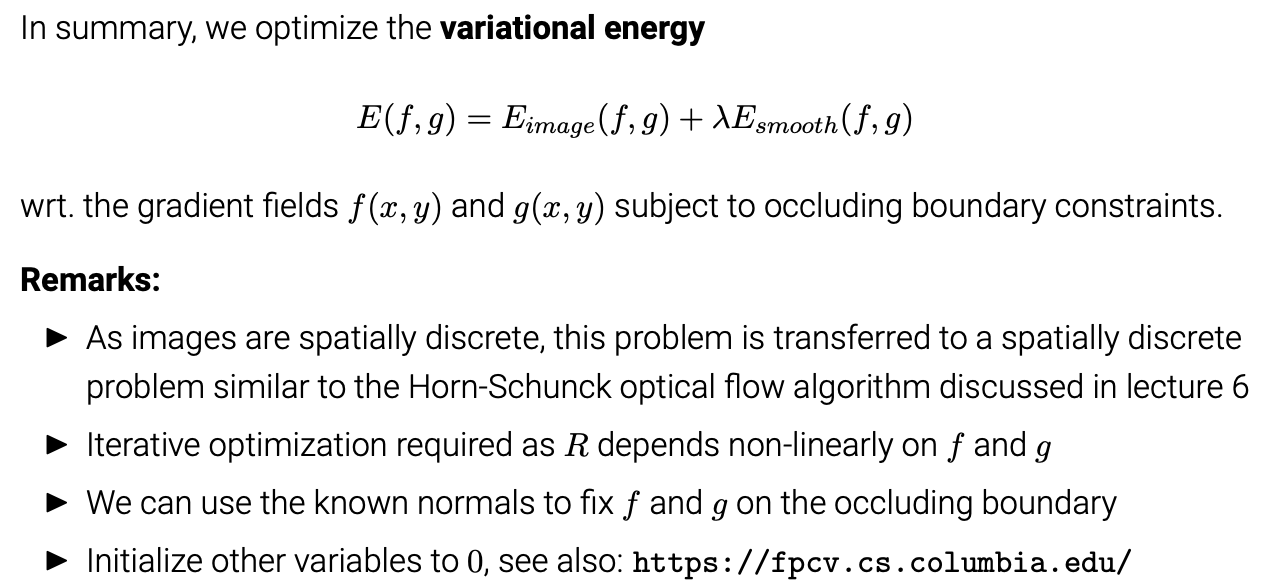 In summary, we optimize the variational energy
E(f, g) = E_{image}(f, g) + λE_{smooth}(f, g)
wrt. the gradient fields f(x, y) and g(x, y) subject to occluding boundary constraints.
Remarks:
► As images are spatially discrete, this problem is transferred to a spatially discrete
problem similar to the Horn-Schunck optical flow algorithm discussed in lecture 6
► Iterative optimization required as R depends non-linearly on f and g
► We can use the known normals to fix f and g on the occluding boundary
► Initialize other variables to 0, see also: https://fpcv.cs.columbia.edu/